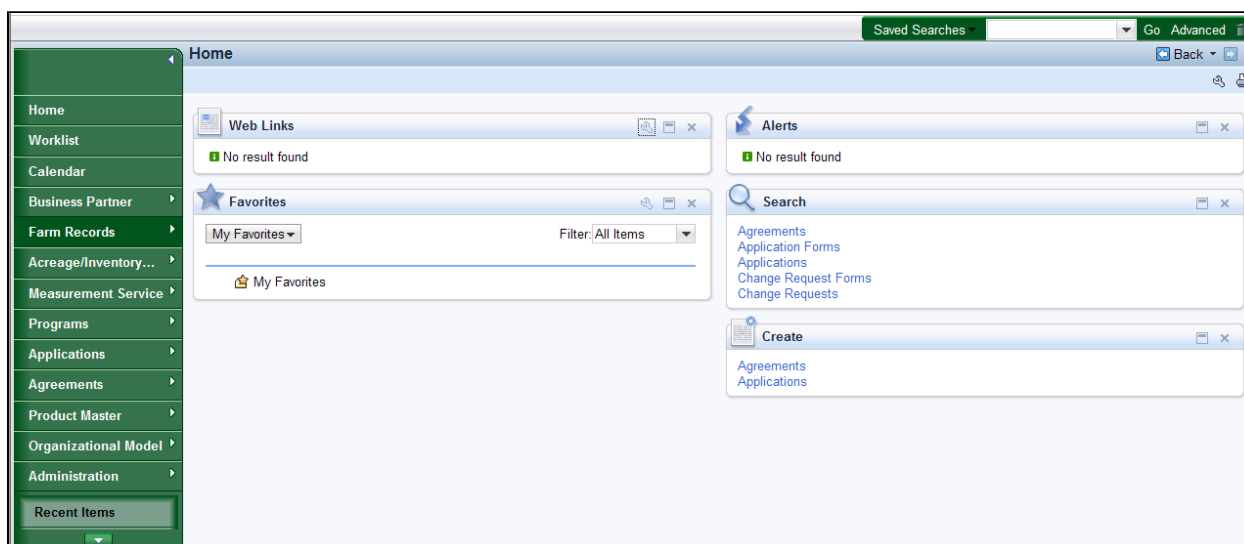 Saved Searches Go Advanced
Home Back
Home
Worklist
Calendar
Business Partner
Farm Records
Acreage/Inventory...
Measurement Service
Programs
Applications
Agreements
Product Master
Organizational Model
Administration
Recent Items
Web Links
No result found
Favorites
My Favorites Filter: All Items
My Favorites
Alerts
No result found
Search
Agreements
Application Forms
Applications
Change Request Forms
Change Requests
Create
Agreements
Applications